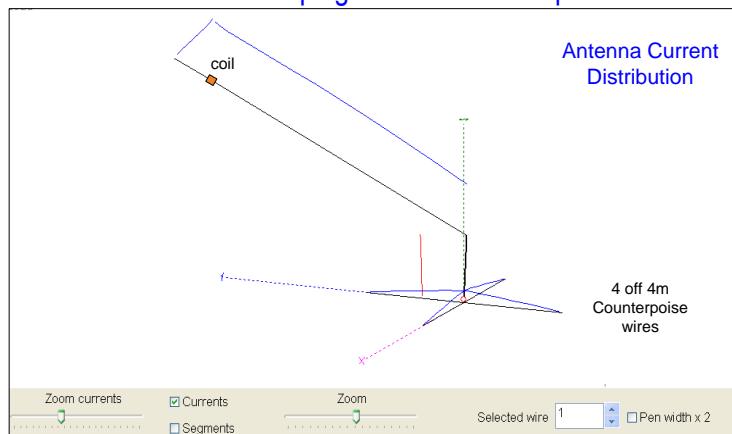 Antenna Current
Distribution
coil
Y
4 off 4m
Counterpoise
wires
X
Zoom currents
Currents
Zoom
Segments
Selected wire 1
Pen width x 2